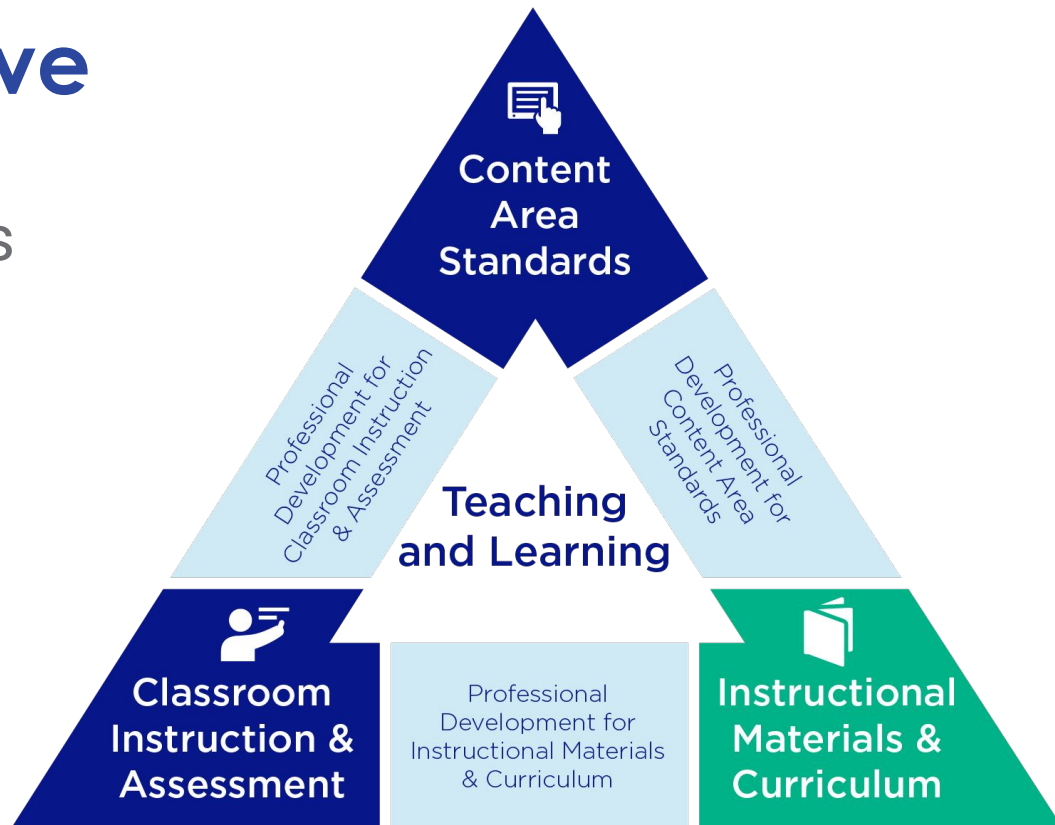 ve
s
Content
Area
Standards
Professional
Development for
Classroom Instruction
& Assessment
Professional
Development for
Content Area
Standards
Teaching
and Learning
Classroom
Instruction &
Assessment
Professional
Development for
Instructional Materials
& Curriculum
Instructional
Materials &
Curriculum